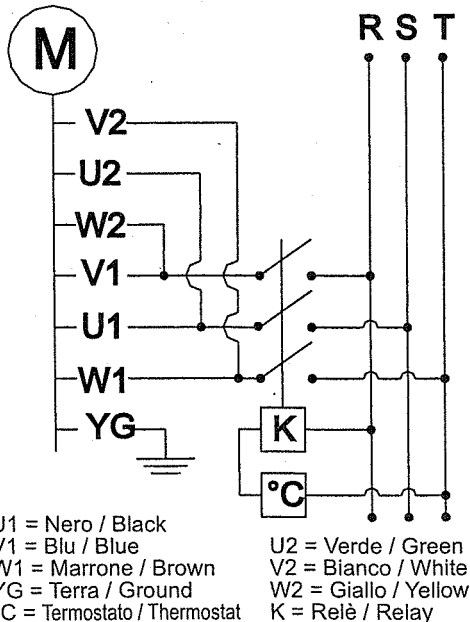 M
R S T
V2
U2
W2
V1
U1
W1
YG
K
°C
U1 = Nero / Black
V1 = Blu / Blue
W1 = Marrone / Brown
YG = Terra / Ground
°C = Termostato / Thermostat
U2 = Verde / Green
V2 = Bianco / White
W2 = Giallo / Yellow
K = Relè / Relay